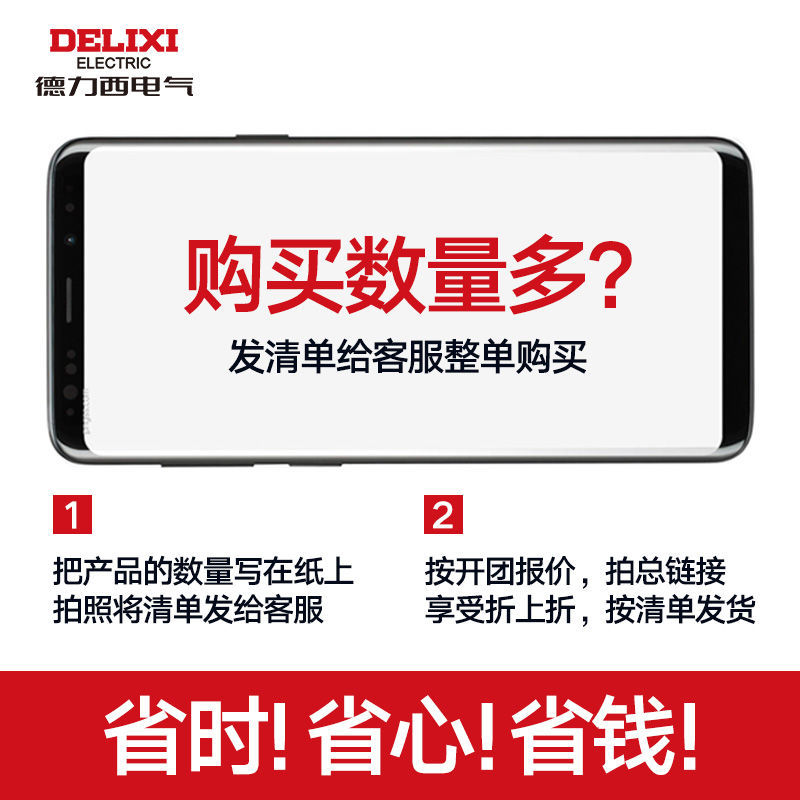 DELIXI
ELECTRIC
德力西电气
购买数量多?
发清单给客服整单购买
1
把产品的数量写在纸上
拍照将清单发给客服
2
按开团报价，拍总链接
享受折上折，按清单发货
省时!省心!省钱!